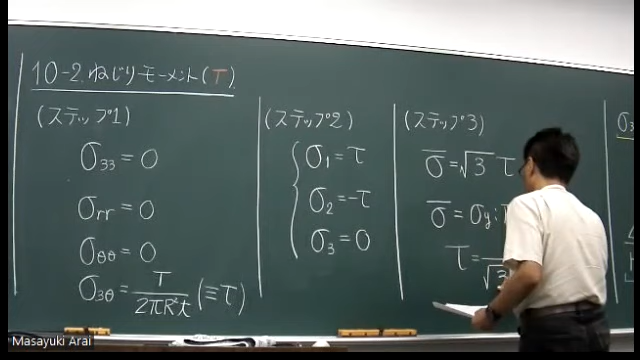 10-2. ねじりモーメント(T)
(ステップ1)
σ33 = 0
σrr = 0
σθθ = 0
σ3θ = T/2πR²t (≡τ)
(ステップ2)
σ1 = τ
σ2 = -τ
σ3 = 0
(ステップ3)
σ̄ = √3 τ
σ̄ = σy:
τ =
Masayuki Arai